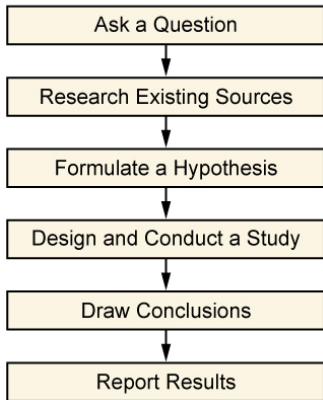 Ask a Question
Research Existing Sources
Formulate a Hypothesis
Design and Conduct a Study
Draw Conclusions
Report Results